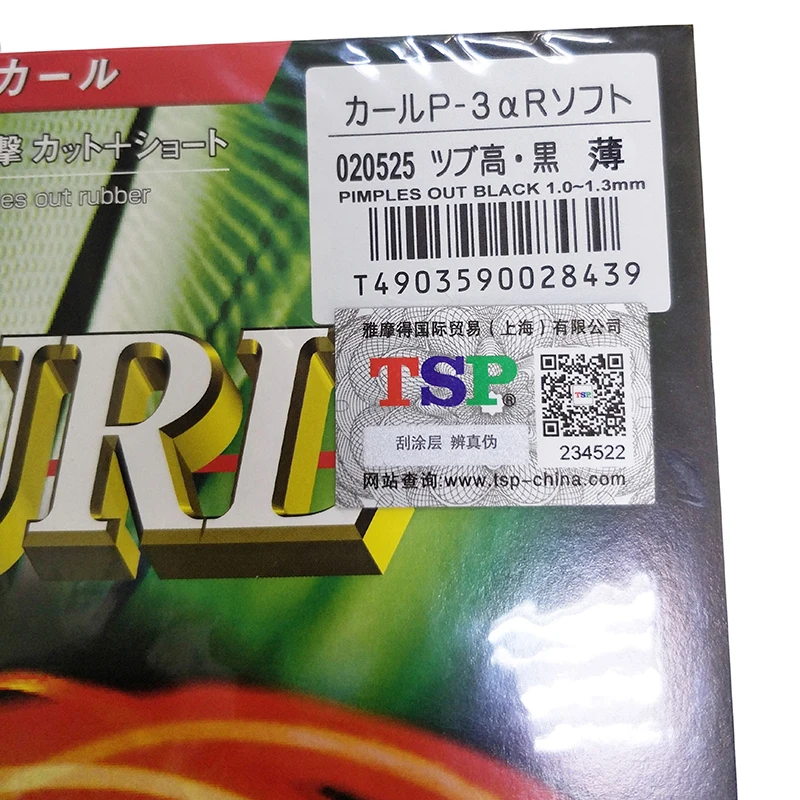 カール
撃 カット＋ショート
es out rubber
URL
カールP-3αRソフト
020525 ツブ高・黒 薄
PIMPLES OUT BLACK 1.0~1.3mm
T4903590028439
雅摩得国际贸易（上海）有限公司
TSP®
TSP
刮涂层 辨真伪
234522
网站查询:www.tsp-china.com